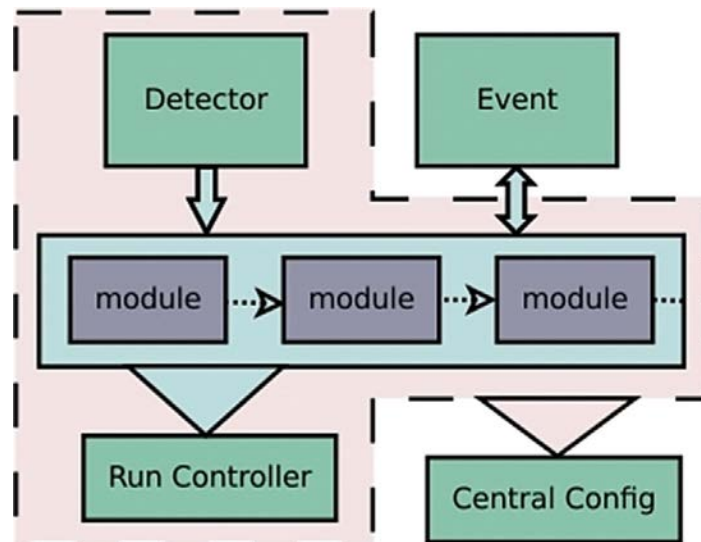 Detector
Event
module
module
module
Run Controller
Central Config